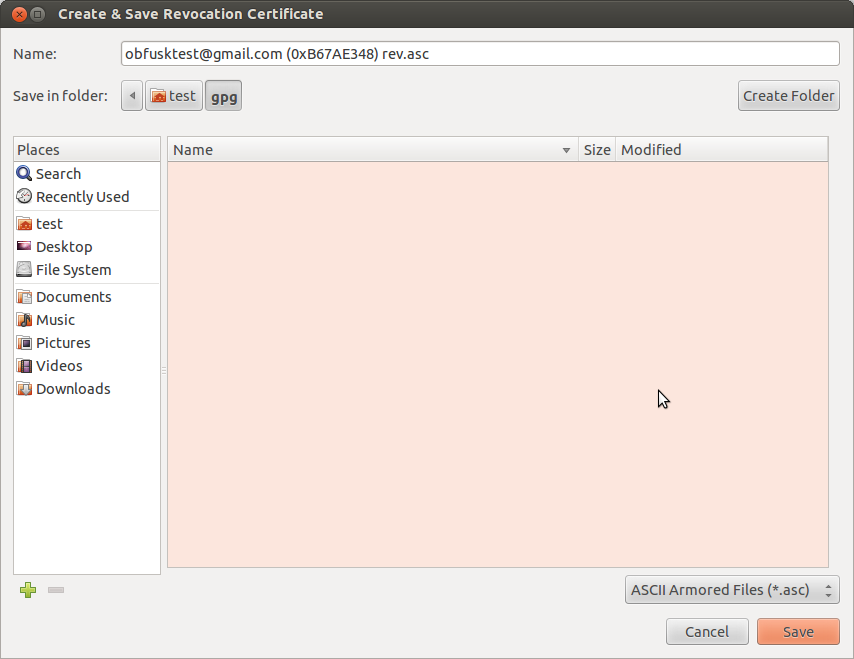 Create & Save Revocation Certificate
Name: obfusktest@gmail.com (0xB67AE348) rev.asc
Save in folder: test gpg Create Folder
Places Name Size Modified
Search
Recently Used
test
Desktop
File System
Documents
Music
Pictures
Videos
Downloads
ASCII Armored Files (*.asc)
Cancel Save